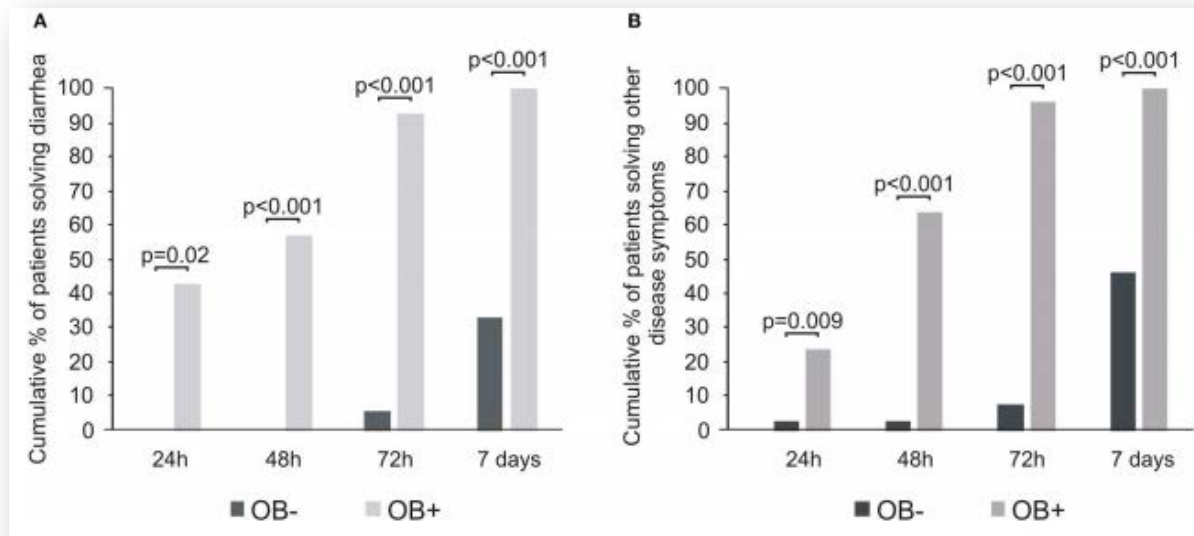 A
Cumulative % of patients solving diarrhea
100
90
80
70
60
50
40
30
20
10
0
p=0.02
p<0.001
p<0.001
p<0.001
24h
48h
72h
7 days
OB-
OB+
B
Cumulative % of patients solving other
disease symptoms
100
90
80
70
60
50
40
30
20
10
0
p=0.009
p<0.001
p<0.001
p<0.001
24h
48h
72h
7 days
OB-
OB+